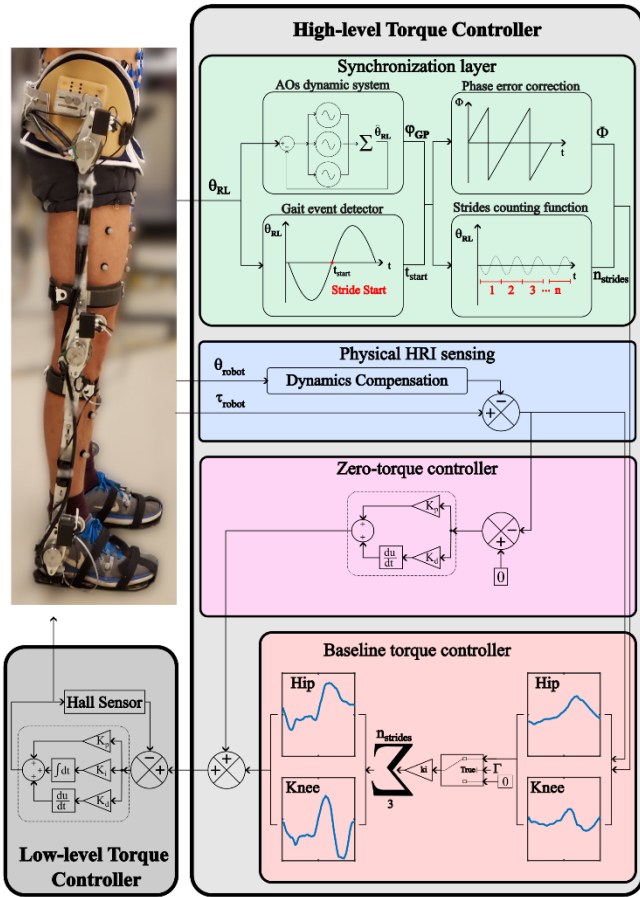 High-level Torque Controller
Synchronization layer
AOs dynamic system
Phase error correction
θ̂RL
∑
φGP
Φ
t
Φ
θRL
Gait event detector
Strides counting function
θRL
t
tstart
Stride Start
tstart
θRL
t
1 2 3 ... n
nstrides
Physical HRI sensing
θrobot
Dynamics Compensation
τrobot
− +
Zero-torque controller
Kp
Kd
du
dt
+ +
− +
0
Baseline torque controller
Hip
Knee
nstrides
∑
3
ki
True
Γ
0
Hip
Knee
+ +
Hall Sensor
Kp
∫dt
Ki
du
dt
Kd
− +
Low-level Torque
Controller